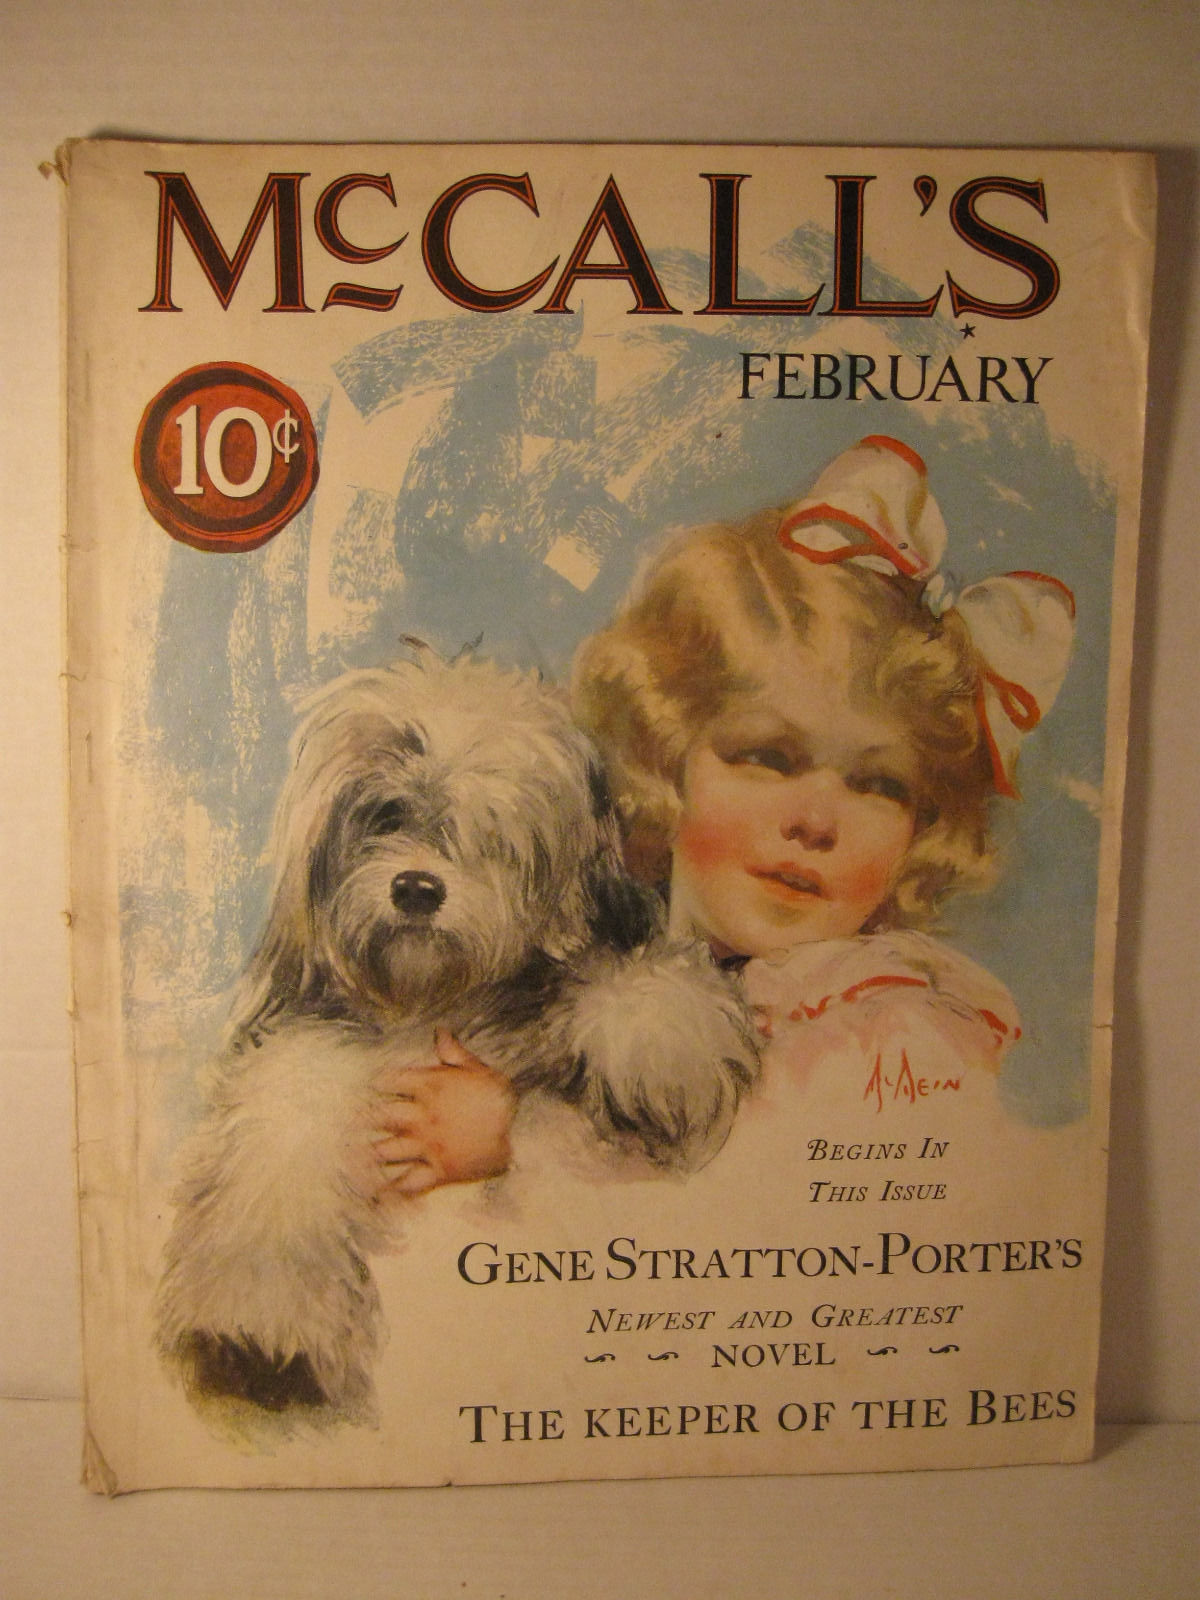 McCALL'S
FEBRUARY
10¢
McMein
BEGINS IN
THIS ISSUE
GENE STRATTON-PORTER'S
NEWEST AND GREATEST
NOVEL
THE KEEPER OF THE BEES